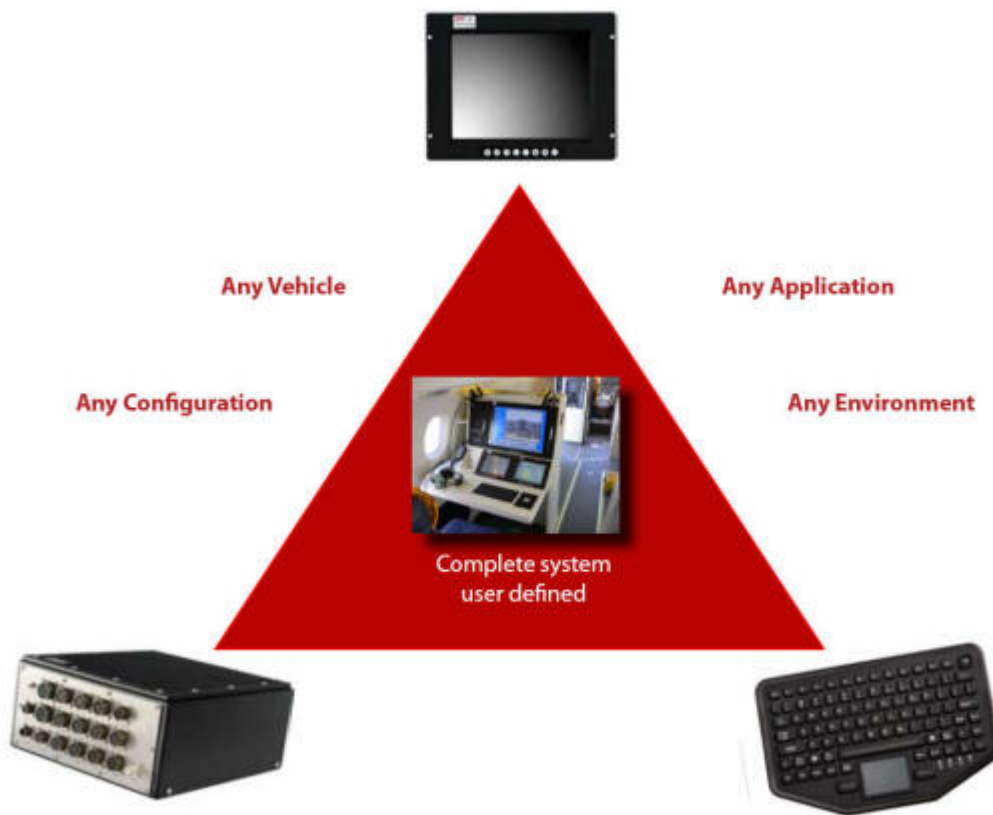 Any Vehicle
Any Application
Any Configuration
Any Environment
Complete system
user defined